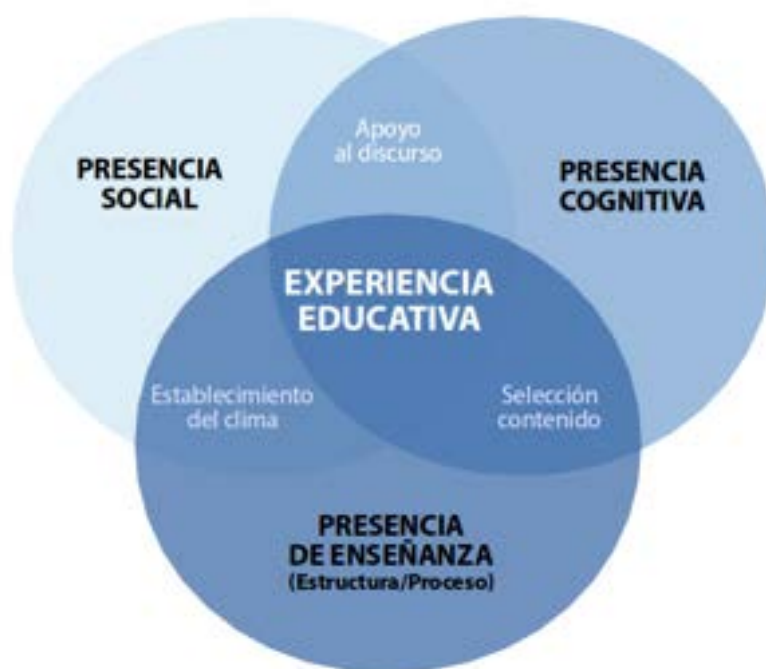 Apoyo
al discurso
PRESENCIA
SOCIAL
PRESENCIA
COGNITIVA
EXPERIENCIA
EDUCATIVA
Establecimiento
del clima
Selección
contenido
PRESENCIA
DE ENSEÑANZA
(Estructura/Proceso)